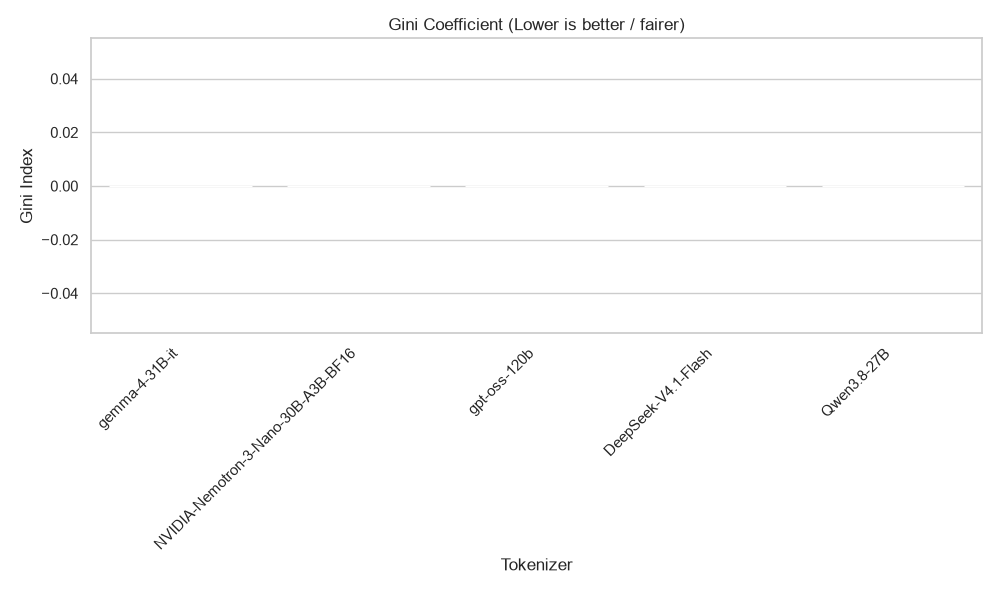 Gini Coefficient (Lower is better / fairer)
Gini Index
0.04
0.02
0.00
−0.02
−0.04
gemma-4-31B-it
NVIDIA-Nemotron-3-Nano-30B-A3B-BF16
gpt-oss-120b
DeepSeek-V4.1-Flash
Qwen3.8-27B
Tokenizer